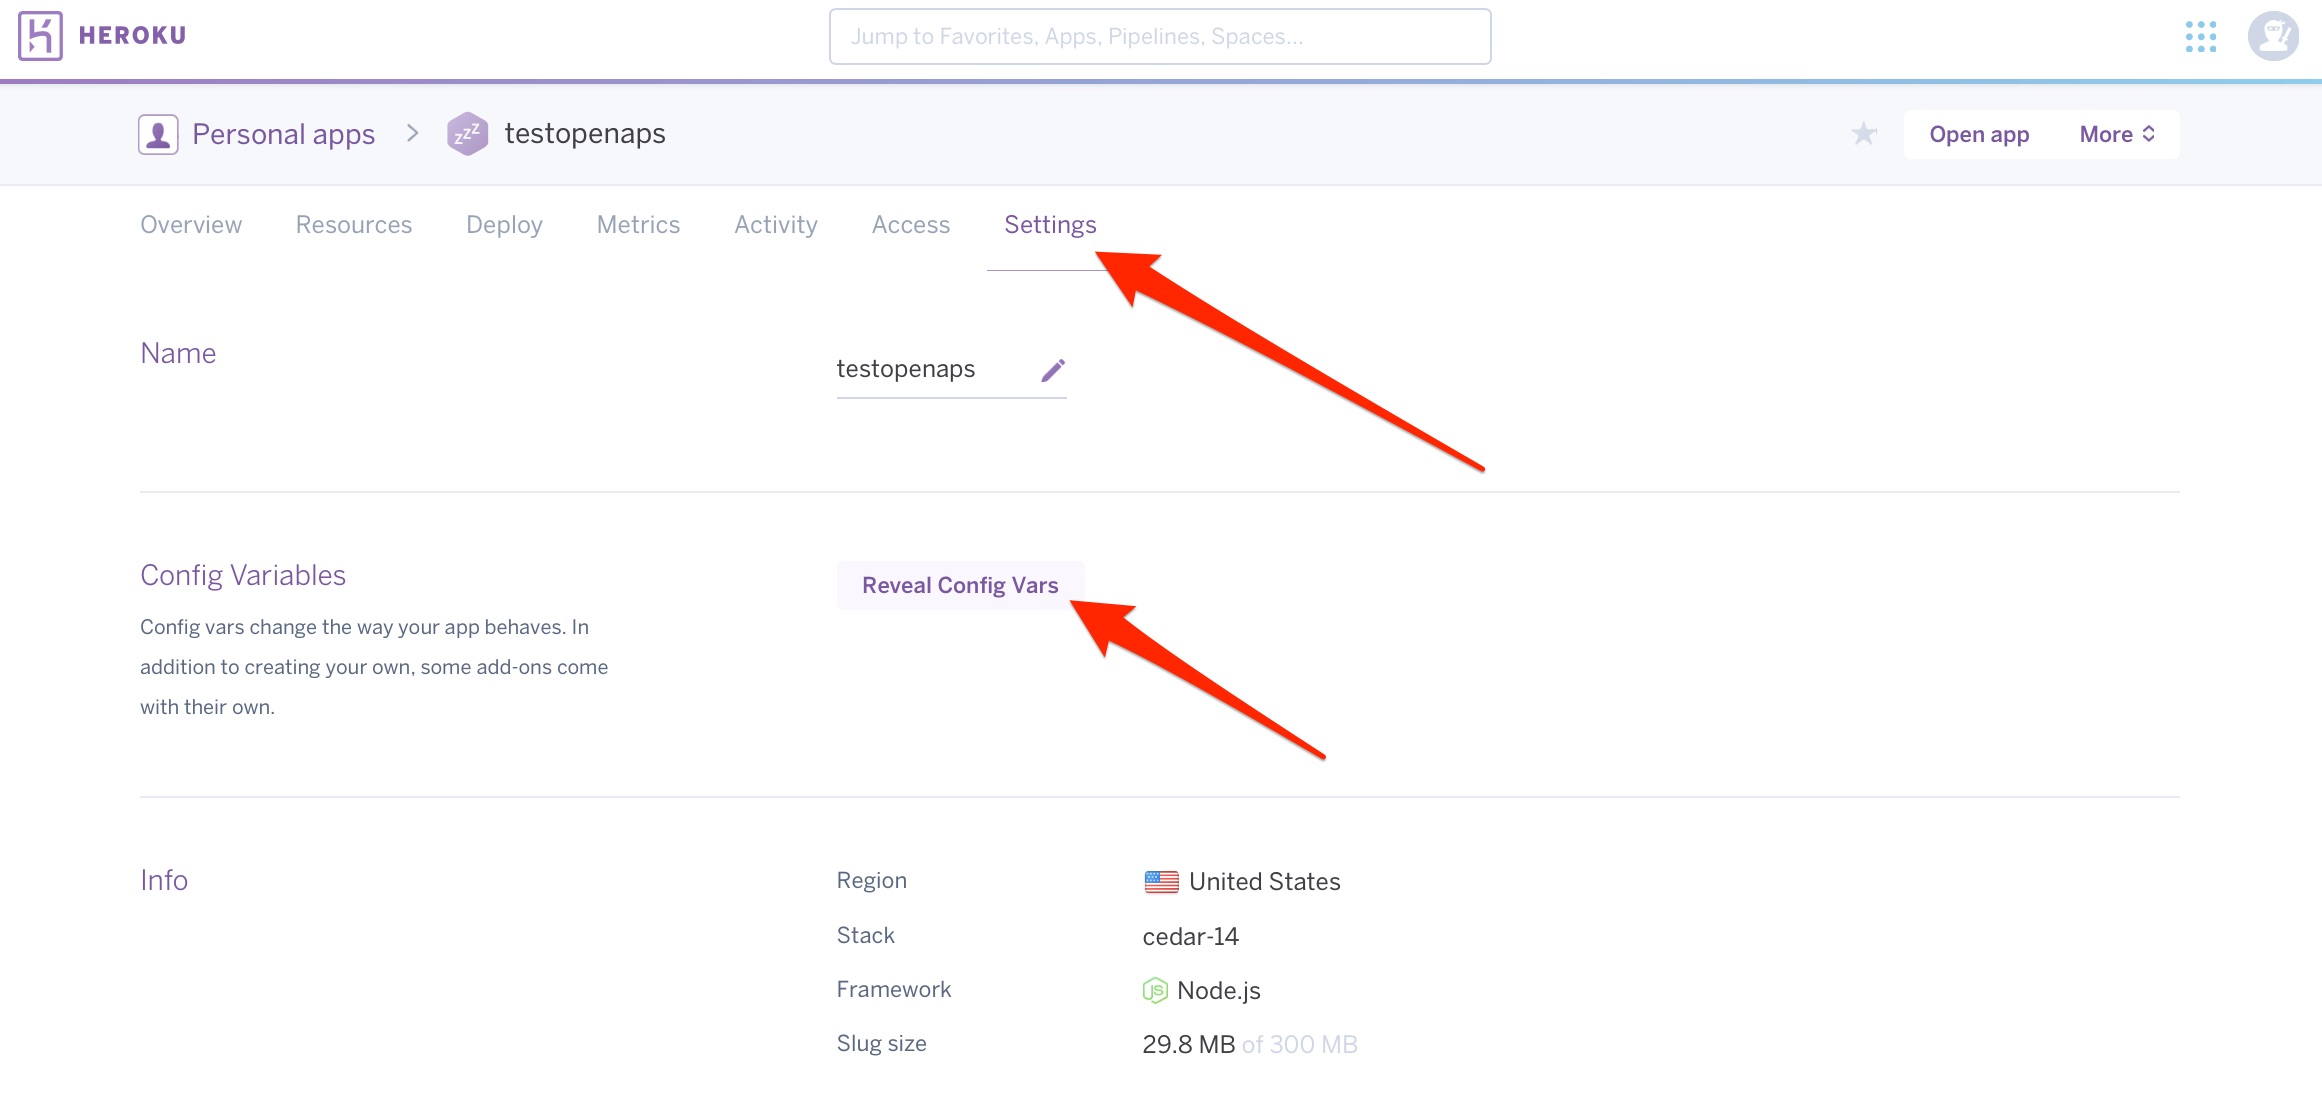 HEROKU
Jump to Favorites, Apps, Pipelines, Spaces...
Personal apps > zzz testopenaps
Open app
More
Overview Resources Deploy Metrics Activity Access Settings
Name
testopenaps
Config Variables
Reveal Config Vars
Config vars change the way your app behaves. In
addition to creating your own, some add-ons come
with their own.
Info
Region United States
Stack cedar-14
Framework JS Node.js
Slug size 29.8 MB of 300 MB